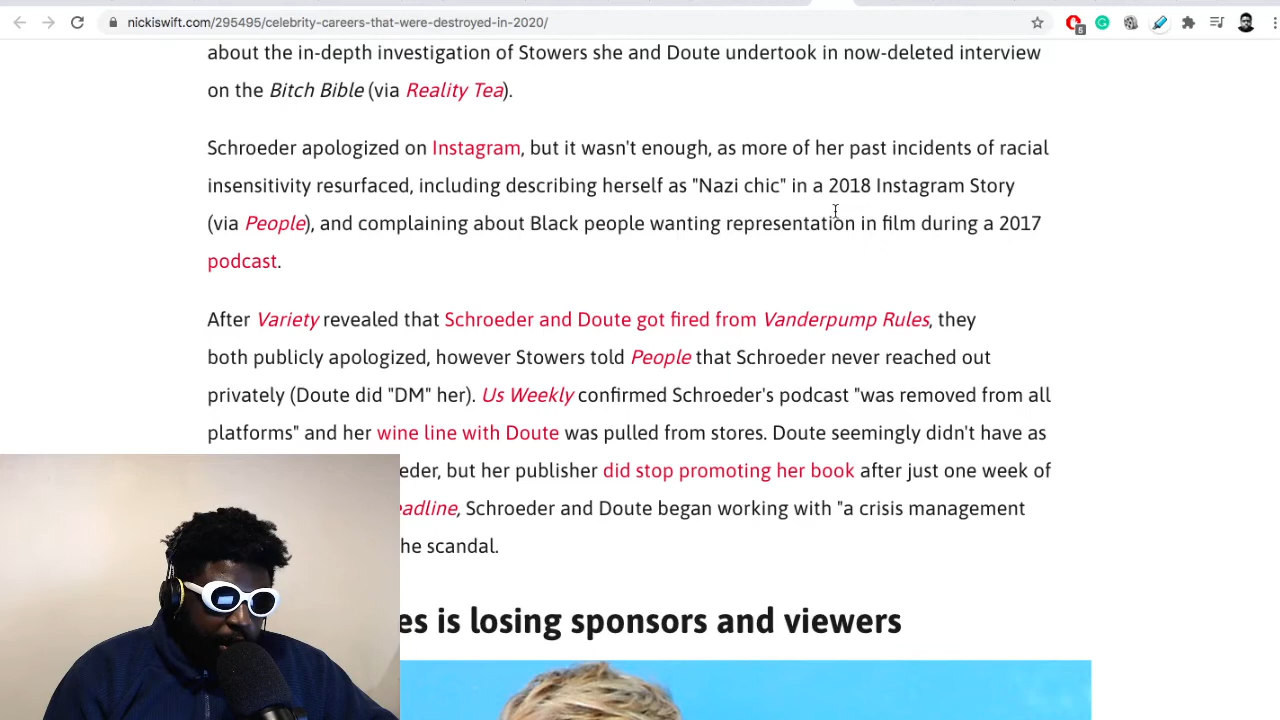 nickiswift.com/295495/celebrity-careers-that-were-destroyed-in-2020/
5
about the in-depth investigation of Stowers she and Doute undertook in now-deleted interview
on the Bitch Bible (via Reality Tea).
Schroeder apologized on Instagram, but it wasn't enough, as more of her past incidents of racial
insensitivity resurfaced, including describing herself as "Nazi chic" in a 2018 Instagram Story
(via People), and complaining about Black people wanting representation in film during a 2017
podcast.
After Variety revealed that Schroeder and Doute got fired from Vanderpump Rules, they
both publicly apologized, however Stowers told People that Schroeder never reached out
privately (Doute did "DM" her). Us Weekly confirmed Schroeder's podcast "was removed from all
platforms" and her wine line with Doute was pulled from stores. Doute seemingly didn't have as
eder, but her publisher did stop promoting her book after just one week of
eadline, Schroeder and Doute began working with "a crisis management
he scandal.
es is losing sponsors and viewers